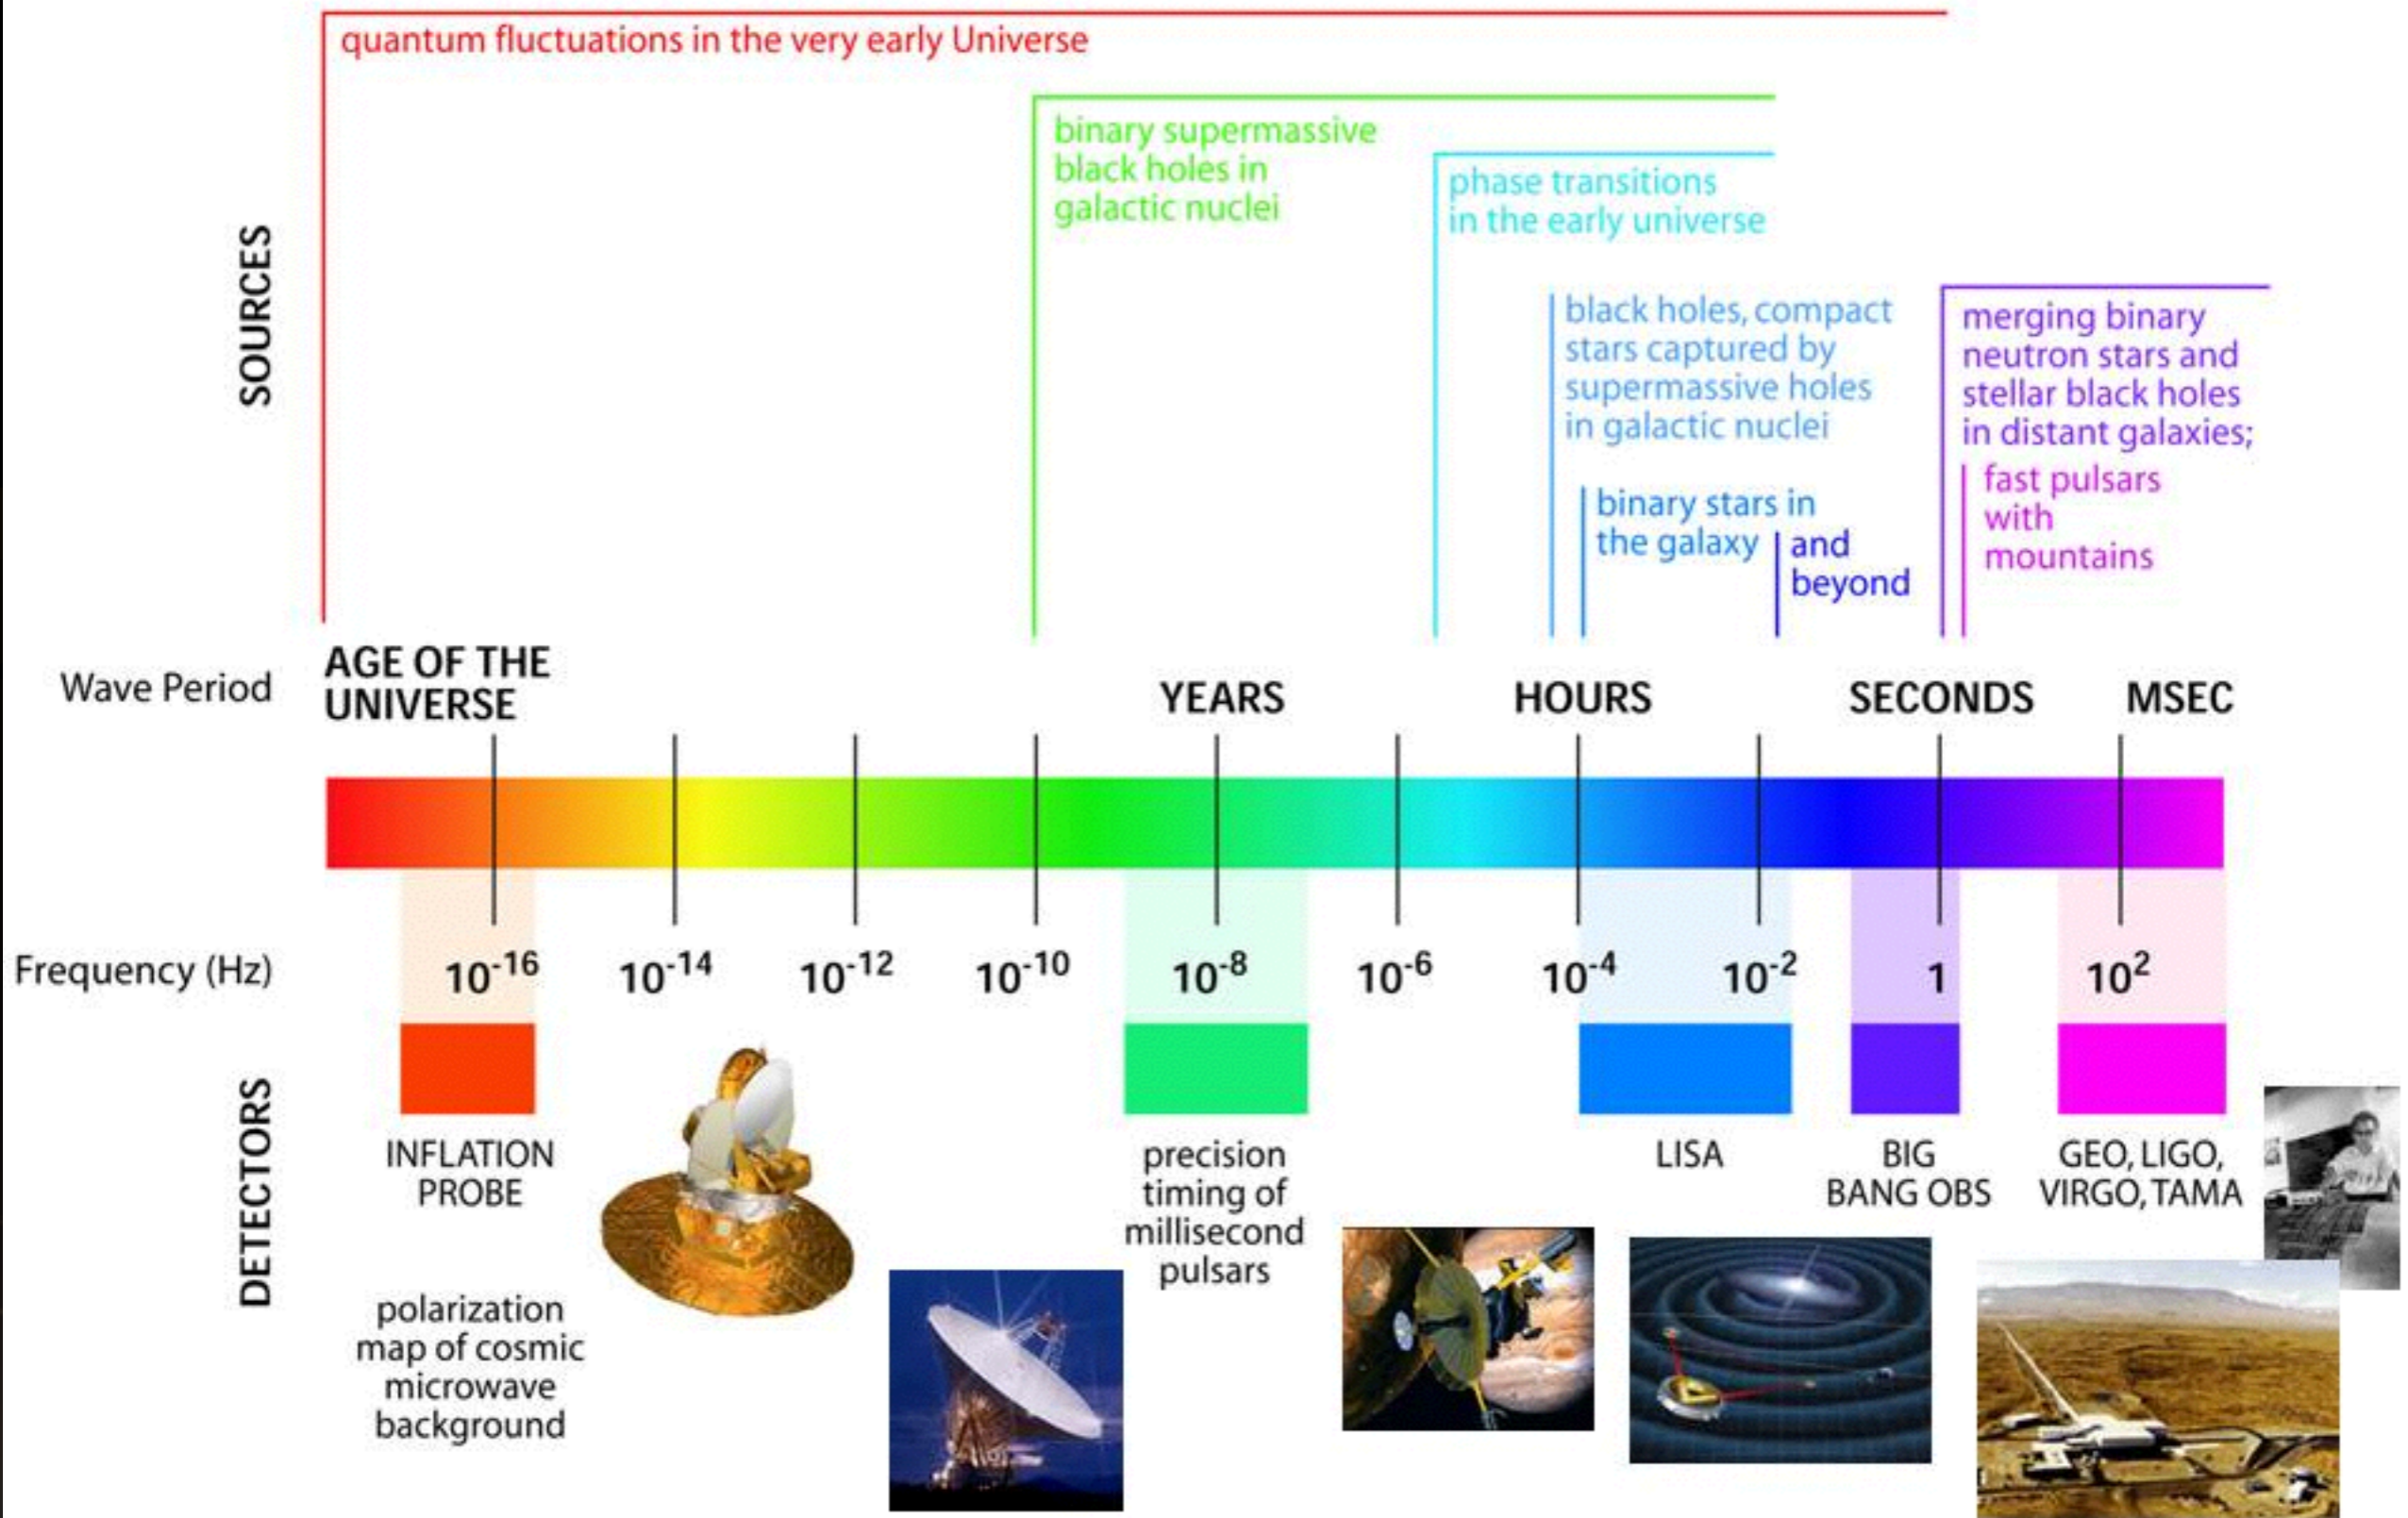 quantum fluctuations in the very early Universe
binary supermassive
black holes in
galactic nuclei
phase transitions
in the early universe
black holes, compact
stars captured by
supermassive holes
in galactic nuclei
merging binary
neutron stars and
stellar black holes
in distant galaxies;
fast pulsars
with
mountains
binary stars in
the galaxy
and
beyond
SOURCES
Wave Period
AGE OF THE
UNIVERSE
YEARS
HOURS
SECONDS
MSEC
Frequency (Hz)
10⁻¹⁶
10⁻¹⁴
10⁻¹²
10⁻¹⁰
10⁻⁸
10⁻⁶
10⁻⁴
10⁻²
1
10²
DETECTORS
INFLATION
PROBE
polarization
map of cosmic
microwave
background
precision
timing of
millisecond
pulsars
LISA
BIG
BANG OBS
GEO, LIGO,
VIRGO, TAMA